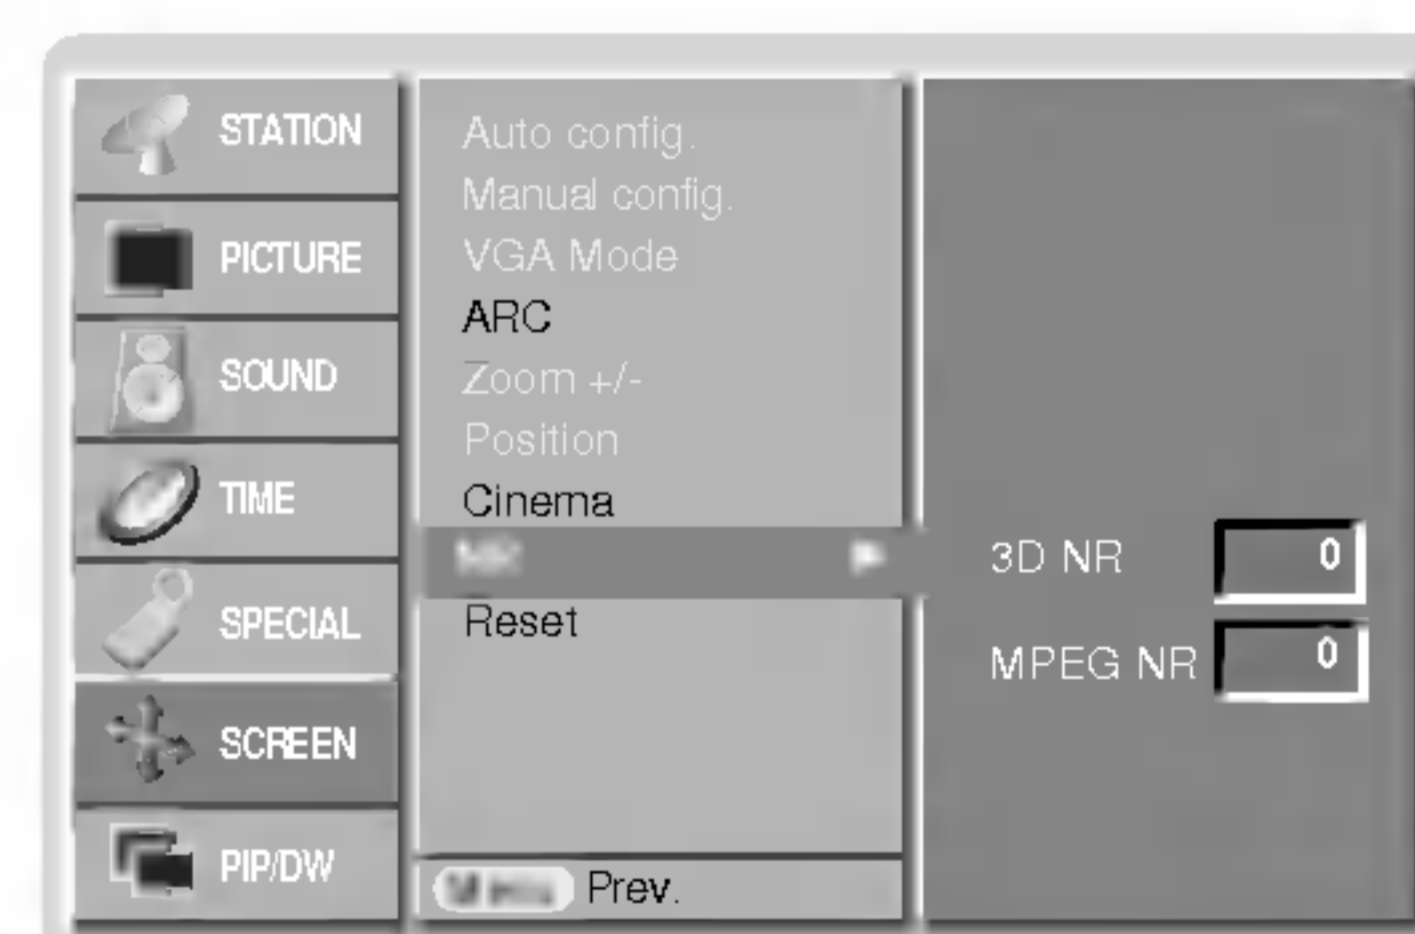 STATION
PICTURE
SOUND
TIME
SPECIAL
SCREEN
PIP/DW
Auto config.
Manual config.
VGA Mode
ARC
Zoom +/-
Position
Cinema
NR
Reset
Prev.
3D NR 0
MPEG NR 0